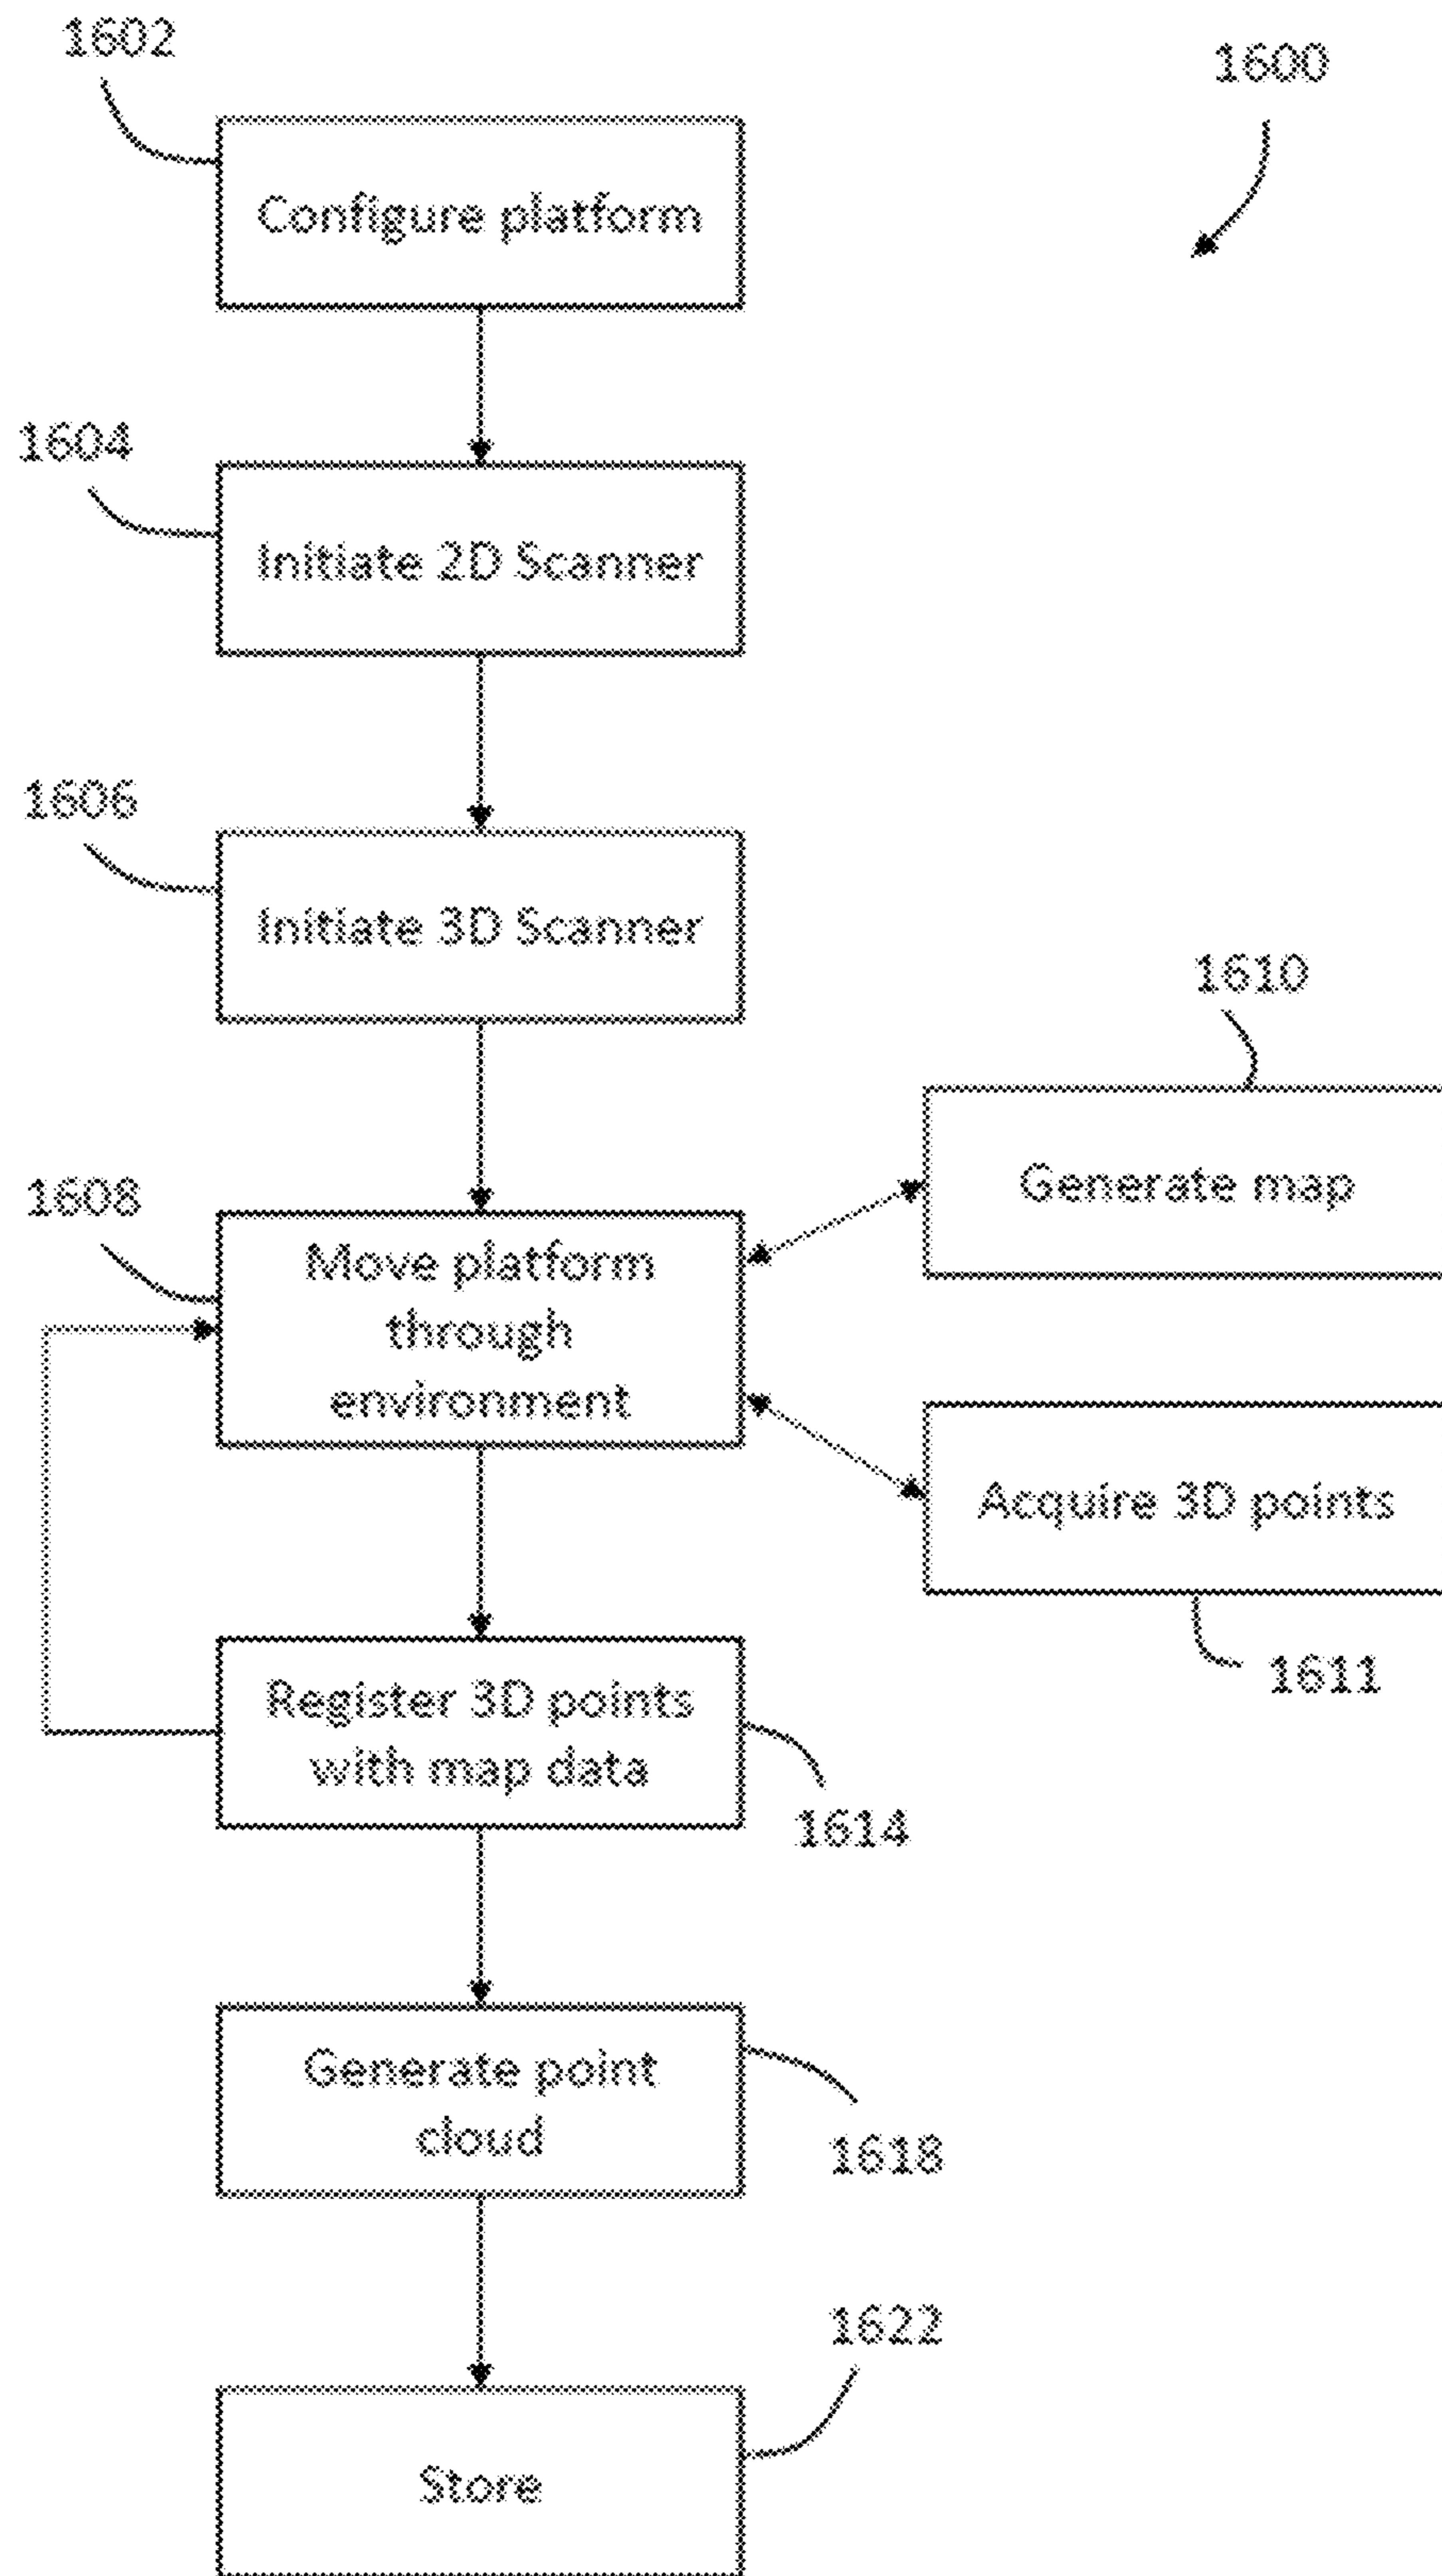 1602
1600
Configure platform
1604
Initiate 2D Scanner
1606
Initiate 3D Scanner
1610
Generate map
1608
Move platform
through
environment
Acquire 3D points
1611
Register 3D points
with map data
1614
Generate point
cloud
1618
1622
Store